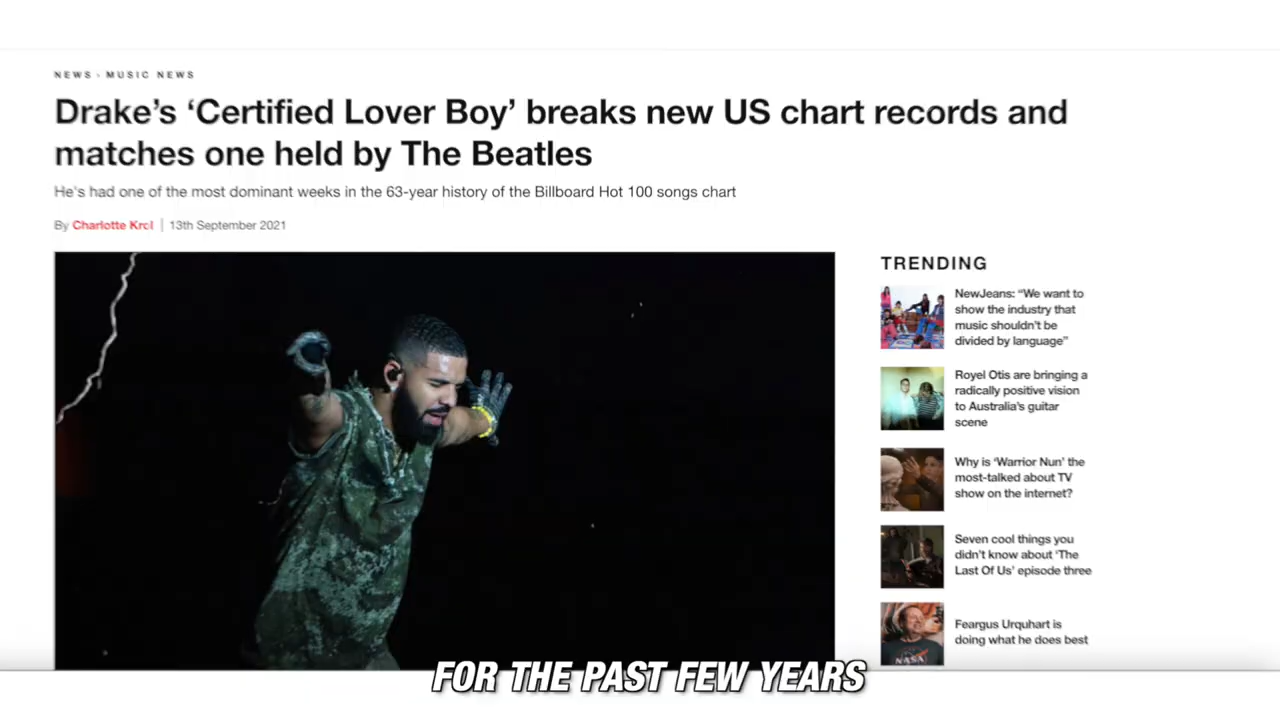 NEWS · MUSIC NEWS
Drake's ‘Certified Lover Boy’ breaks new US chart records and
matches one held by The Beatles
He's had one of the most dominant weeks in the 63-year history of the Billboard Hot 100 songs chart
By Charlotte Krol | 13th September 2021
TRENDING
NewJeans: “We want to
show the industry that
music shouldn't be
divided by language”
Royel Otis are bringing a
radically positive vision
to Australia's guitar
scene
Why is ‘Warrior Nun’ the
most-talked about TV
show on the internet?
Seven cool things you
didn't know about ‘The
Last Of Us’ episode three
Feargus Urquhart is
doing what he does best
NASA
FOR THE PAST FEW YEARS